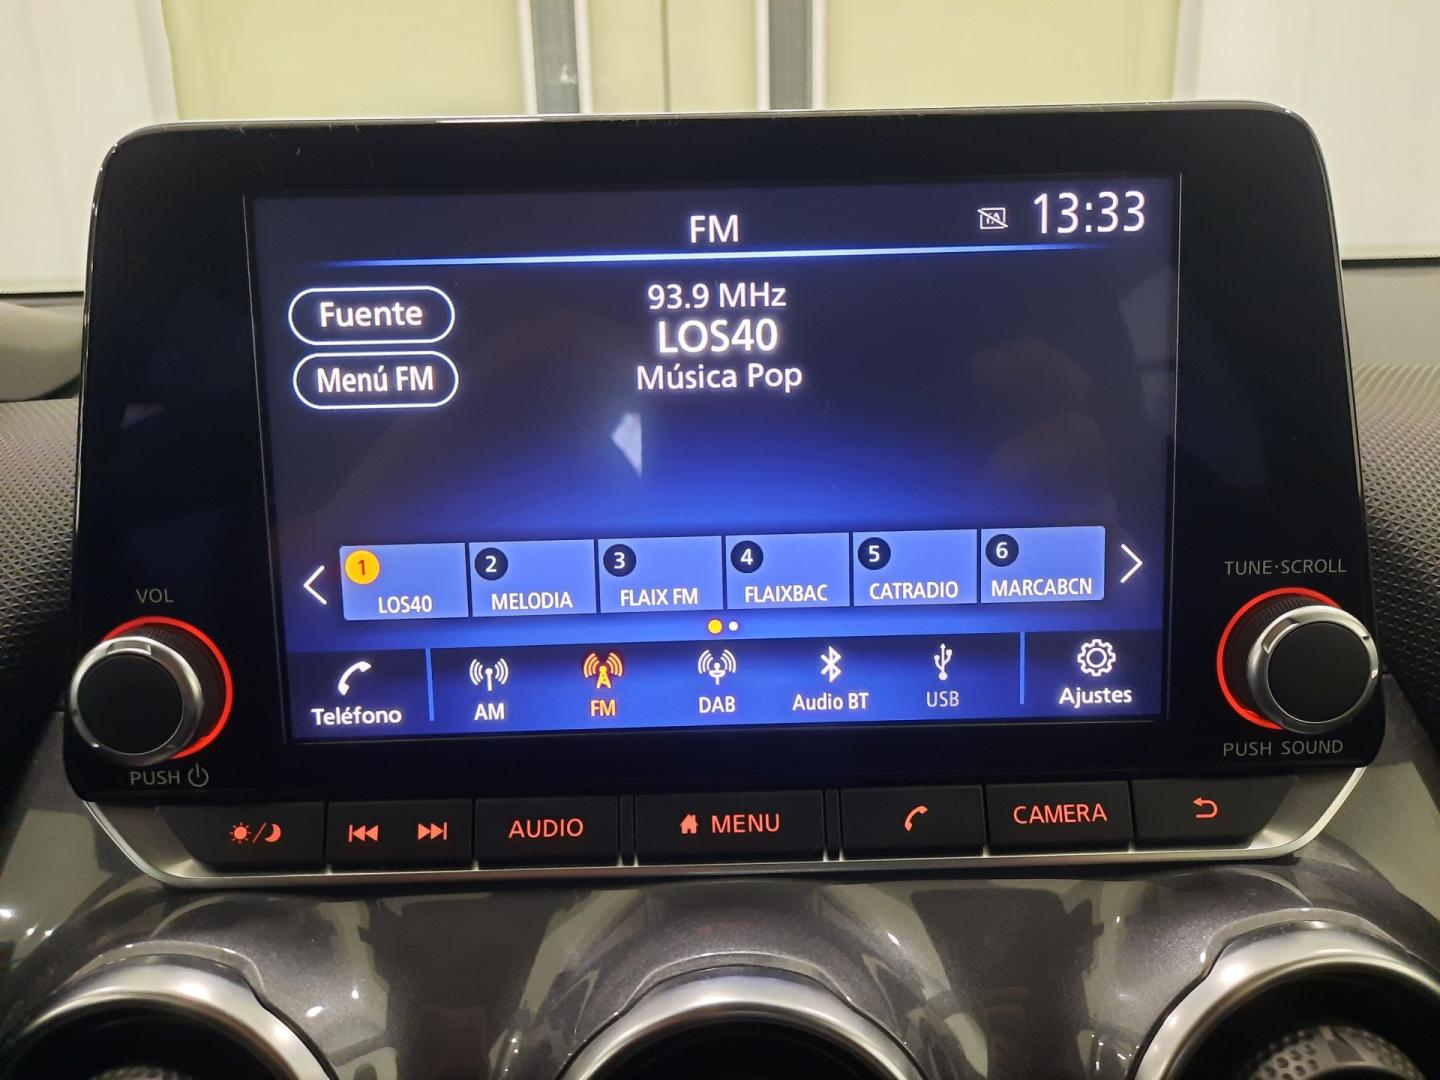 FM
TA
13:33
Fuente
Menú FM
93.9 MHz
LOS40
Música Pop
1
LOS40
2
MELODIA
3
FLAIX FM
4
FLAIXBAC
5
CATRADIO
6
MARCABCN
Teléfono
AM
FM
DAB
Audio BT
USB
Ajustes
VOL
PUSH
TUNE·SCROLL
PUSH SOUND
AUDIO
MENU
CAMERA